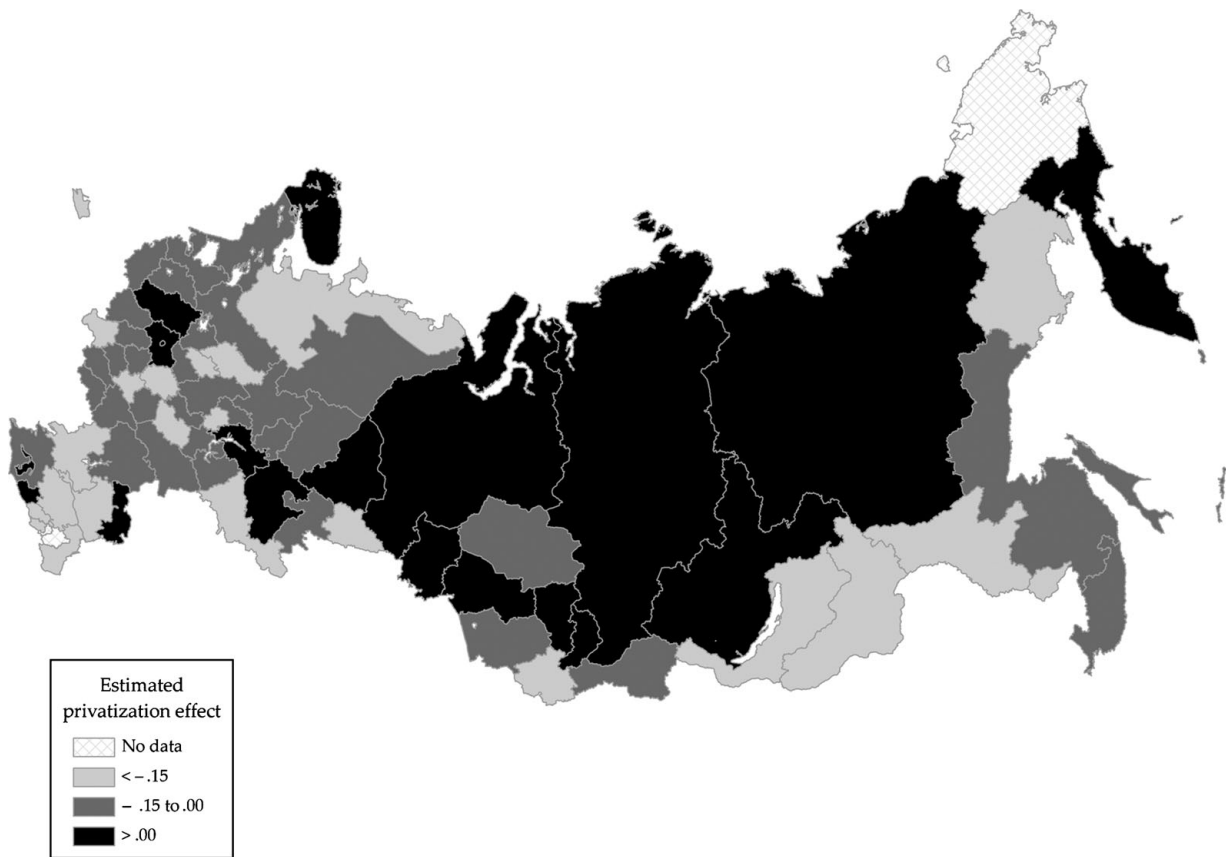 Estimated
privatization effect
No data
< – .15
– .15 to .00
> .00